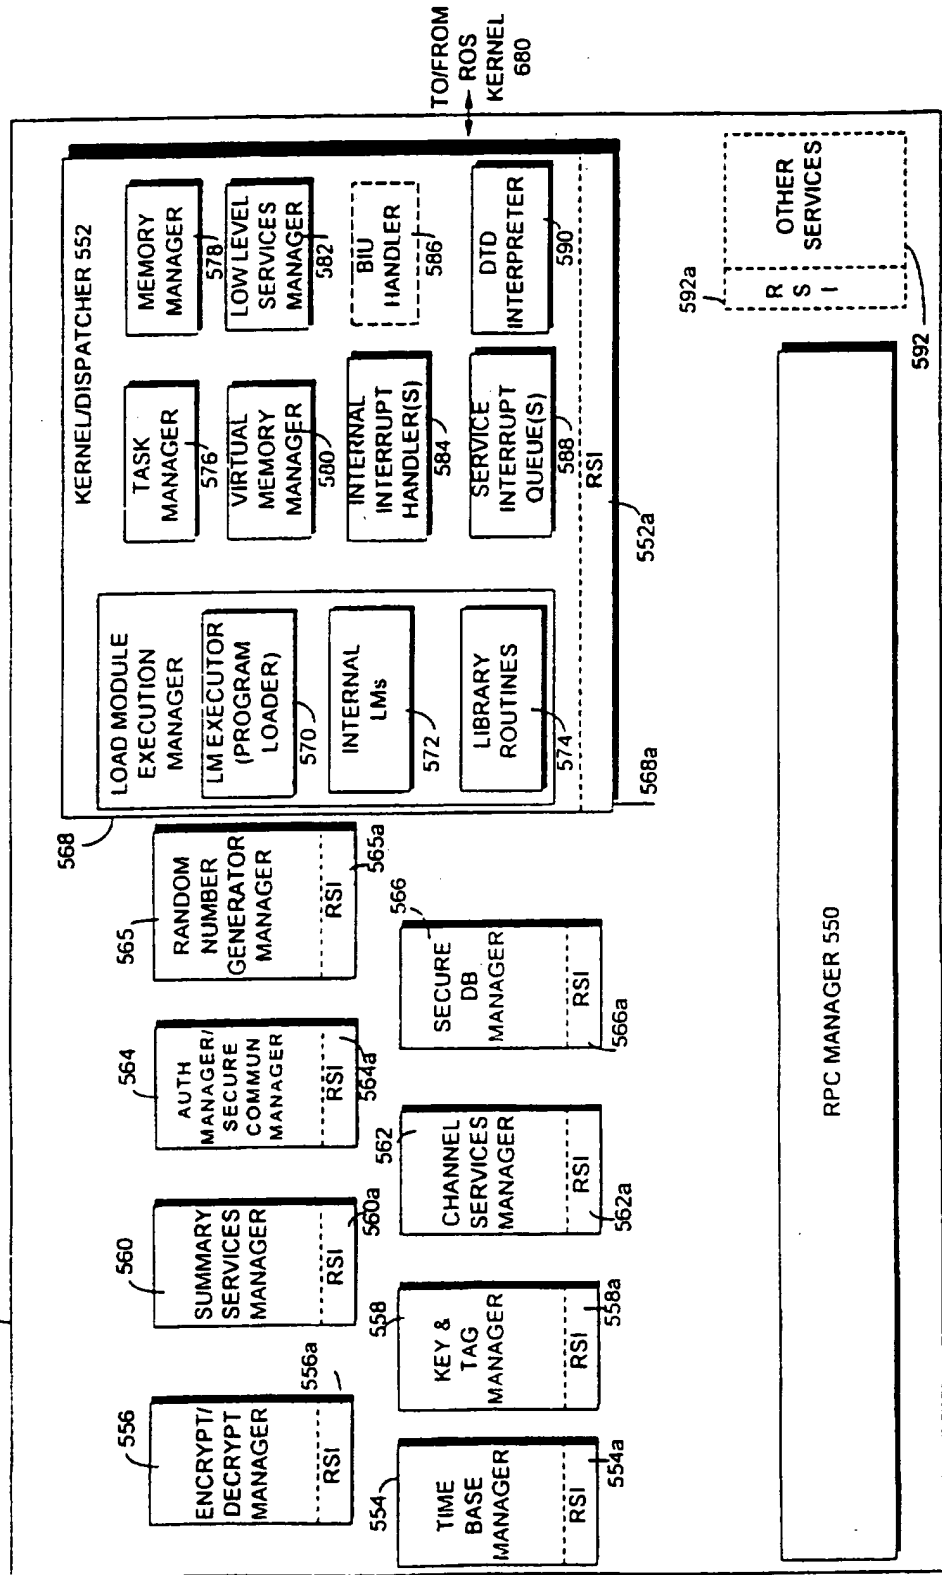 KERNEL/DISPATCHER 552
568
LOAD MODULE
EXECUTION
MANAGER
LM EXECUTOR
(PROGRAM
LOADER)
570
INTERNAL
LMs
572
LIBRARY
ROUTINES
574
568a
TASK
MANAGER
576
MEMORY
MANAGER
578
VIRTUAL
MEMORY
MANAGER
580
LOW LEVEL
SERVICES
MANAGER
582
INTERNAL
INTERRUPT
HANDLER(S)
584
BIU
HANDLER
586
SERVICE
INTERRUPT
QUEUE(S)
588
DTD
INTERPRETER
590
RSI
552a
TO/FROM
ROS
KERNEL
680
556
ENCRYPT/
DECRYPT
MANAGER
RSI
556a
560
SUMMARY
SERVICES
MANAGER
RSI
560a
564
AUTH
MANAGER/
SECURE
COMMUN
MANAGER
RSI
564a
565
RANDOM
NUMBER
GENERATOR
MANAGER
RSI
565a
554
TIME
BASE
MANAGER
RSI
554a
558
KEY &
TAG
MANAGER
RSI
558a
562
CHANNEL
SERVICES
MANAGER
RSI
562a
566
SECURE
DB
MANAGER
RSI
566a
592a
R
S
I
OTHER
SERVICES
592
RPC MANAGER 550